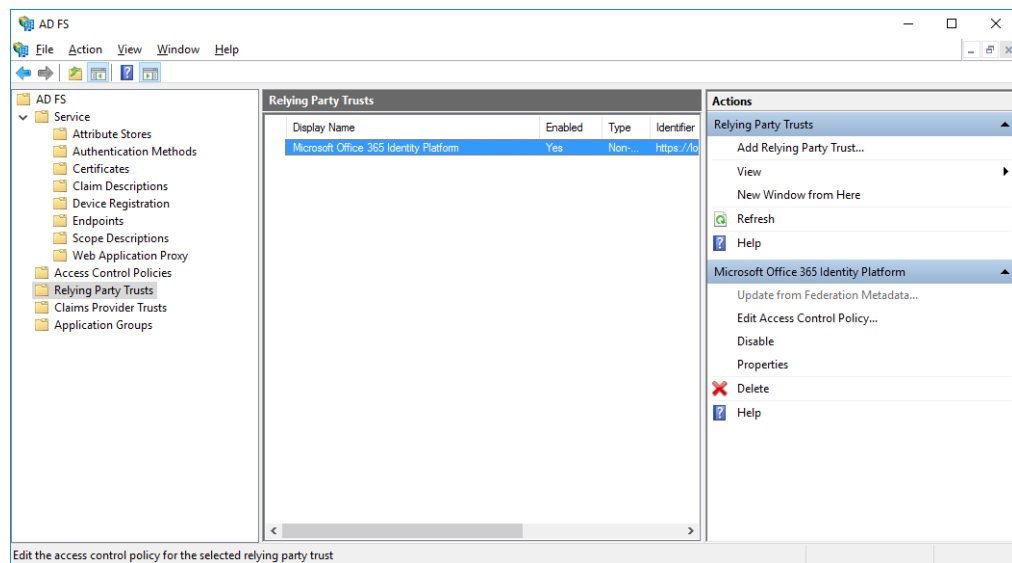 AD FS
File Action View Window Help
AD FS
Service
Attribute Stores
Authentication Methods
Certificates
Claim Descriptions
Device Registration
Endpoints
Scope Descriptions
Web Application Proxy
Access Control Policies
Relying Party Trusts
Claims Provider Trusts
Application Groups
Relying Party Trusts
Display Name Enabled Type Identifier
Microsoft Office 365 Identity Platform Yes Non-... https://lo
Actions
Relying Party Trusts
Add Relying Party Trust...
View
New Window from Here
Refresh
Help
Microsoft Office 365 Identity Platform
Update from Federation Metadata...
Edit Access Control Policy...
Disable
Properties
Delete
Help
Edit the access control policy for the selected relying party trust